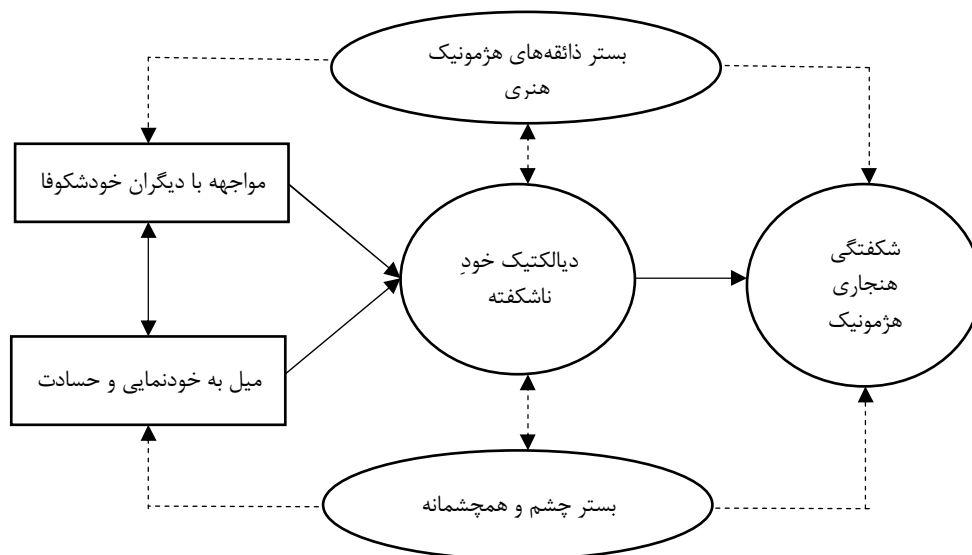 بستر ذائقه‌های هژمونیک
هنری
مواجهه با دیگران خودشکوفا
دیالکتیک خودِ
ناشکفته
شکفتگی
هنجاری
هژمونیک
میل به خودنمایی و حسادت
بستر چشم و همچشمانه